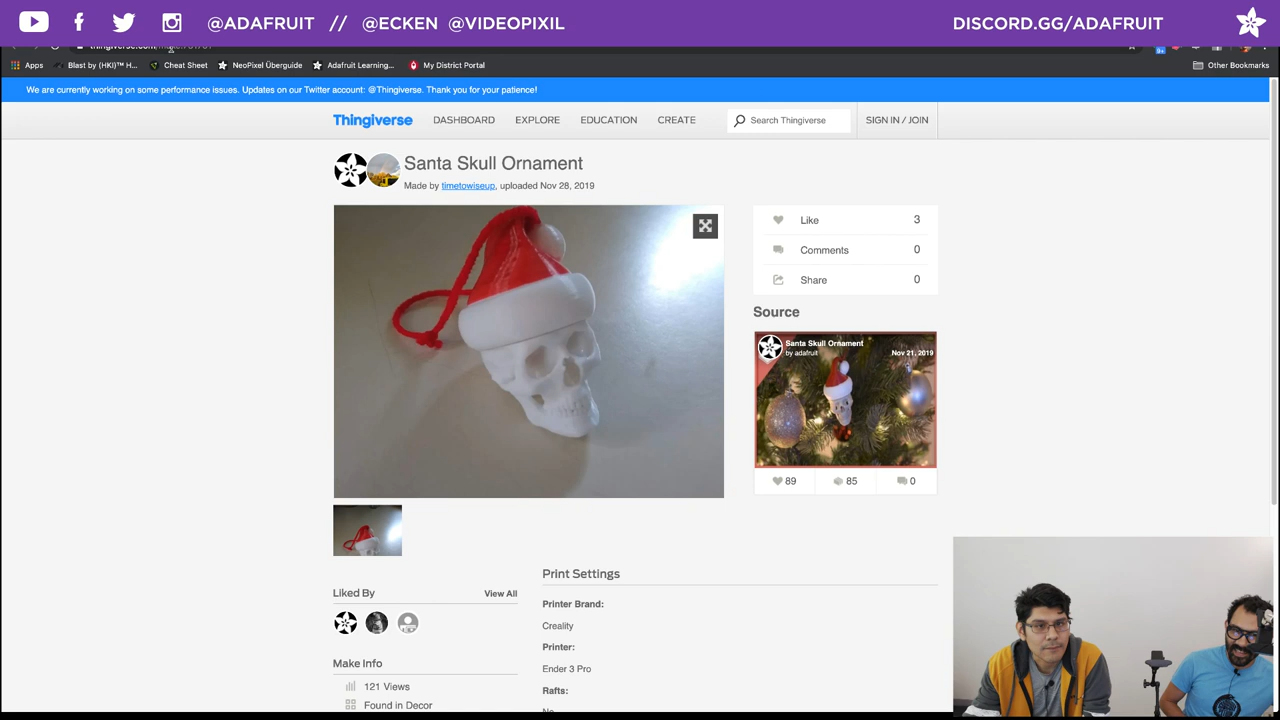 @ADAFRUIT // @ECKEN @VIDEOPIXIL
DISCORD.GG/ADAFRUIT
Apps
Blast by (HKI)™ H...
Cheat Sheet
NeoPixel Überguide
Adafruit Learning...
My District Portal
Other Bookmarks
We are currently working on some performance issues. Updates on our Twitter account: @Thingiverse. Thank you for your patience!
Thingiverse
DASHBOARD
EXPLORE
EDUCATION
CREATE
Search Thingiverse
SIGN IN / JOIN
Santa Skull Ornament
Made by timetowiseup, uploaded Nov 28, 2019
Like 3
Comments 0
Share 0
Source
Santa Skull Ornament
by adafruit
Nov 21, 2019
89
85
0
Liked By
View All
Print Settings
Printer Brand:
Creality
Printer:
Ender 3 Pro
Rafts:
Make Info
121 Views
Found in Decor